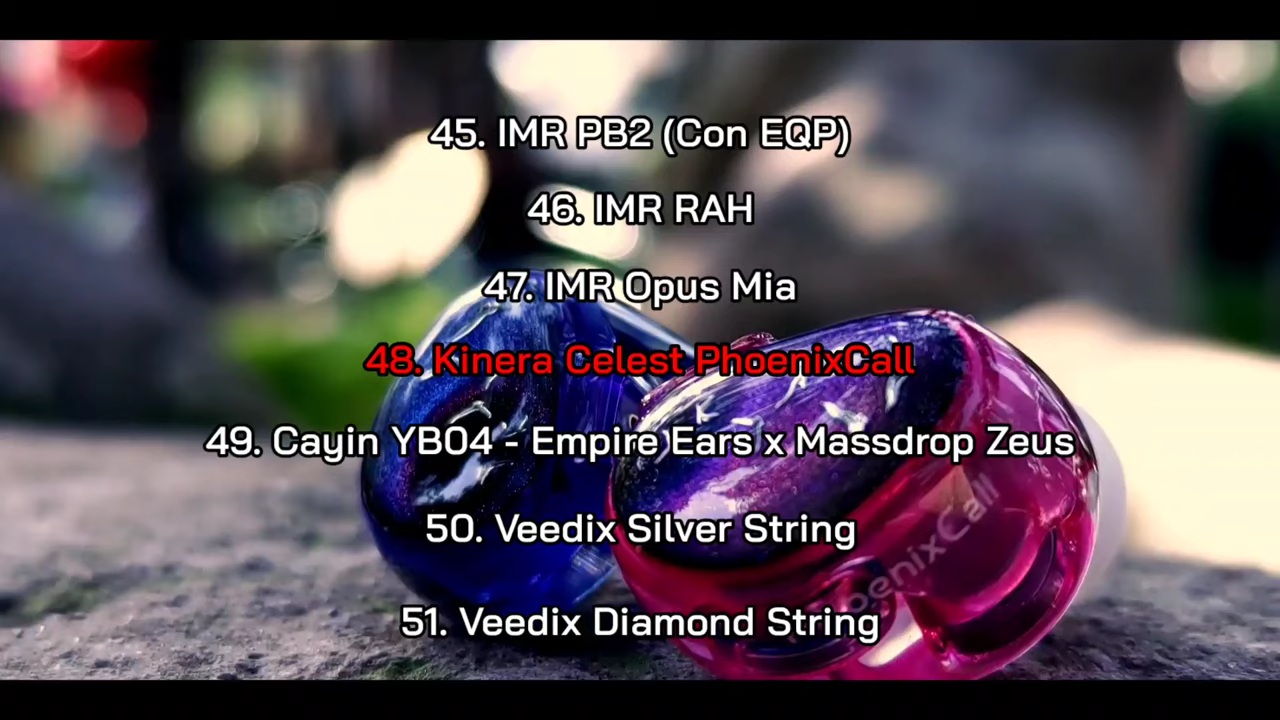 45. IMR PB2 (Con EQP)
46. IMR RAH
47. IMR Opus Mia
48. Kinera Celest PhoenixCall
49. Cayin YB04 - Empire Ears x Massdrop Zeus
50. Veedix Silver String
51. Veedix Diamond String
oenixCall